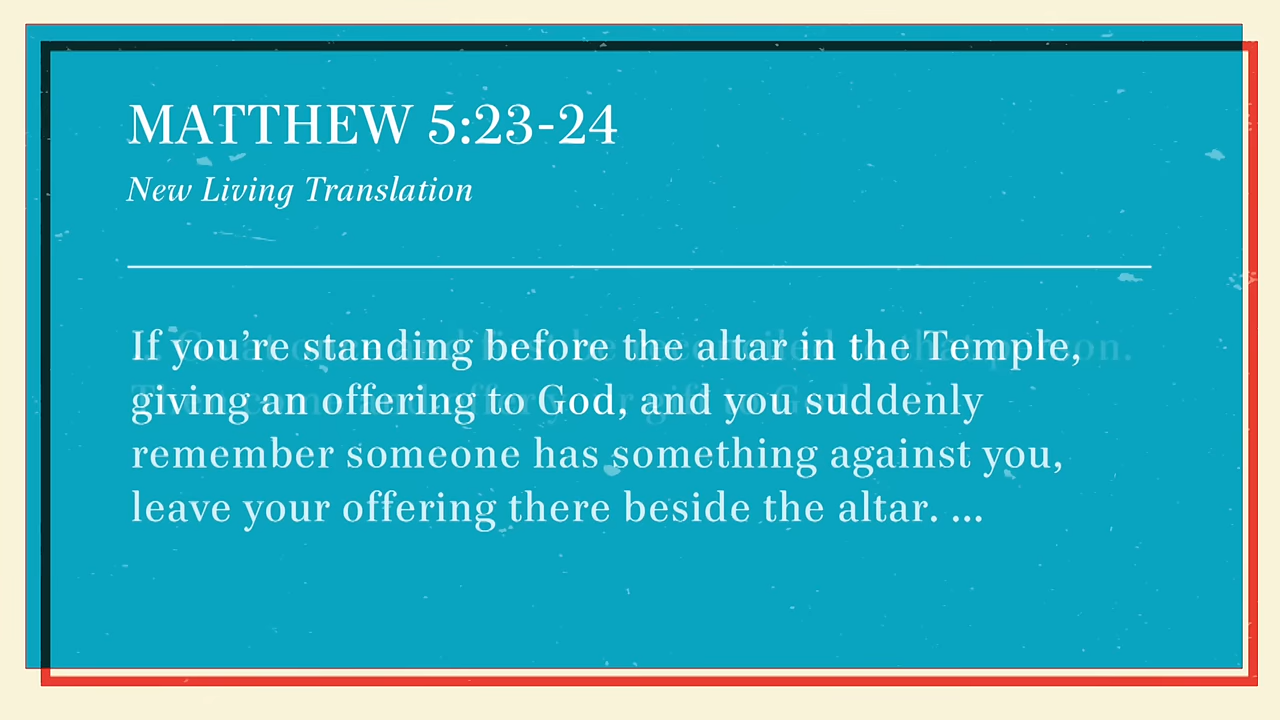 MATTHEW 5:23-24
New Living Translation
If you’re standing before the altar in the Temple,
giving an offering to God, and you suddenly
remember someone has something against you,
leave your offering there beside the altar. ...